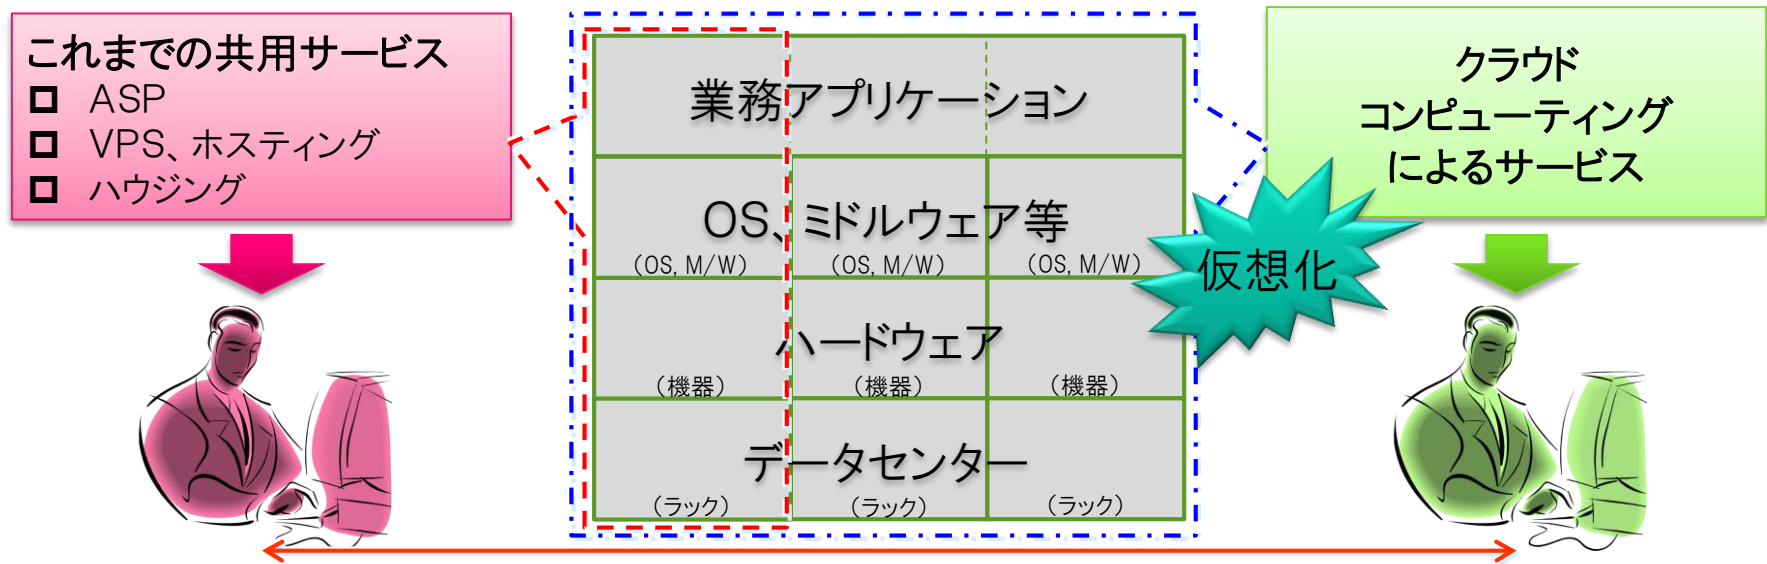 これまでの共用サービス
ASP
VPS、ホスティング
ハウジング
業務アプリケーション
OS、ミドルウェア等
(OS, M/W) (OS, M/W) (OS, M/W)
ハードウェア
(機器) (機器) (機器)
データセンター
(ラック) (ラック) (ラック)
クラウド
コンピューティング
によるサービス
仮想化